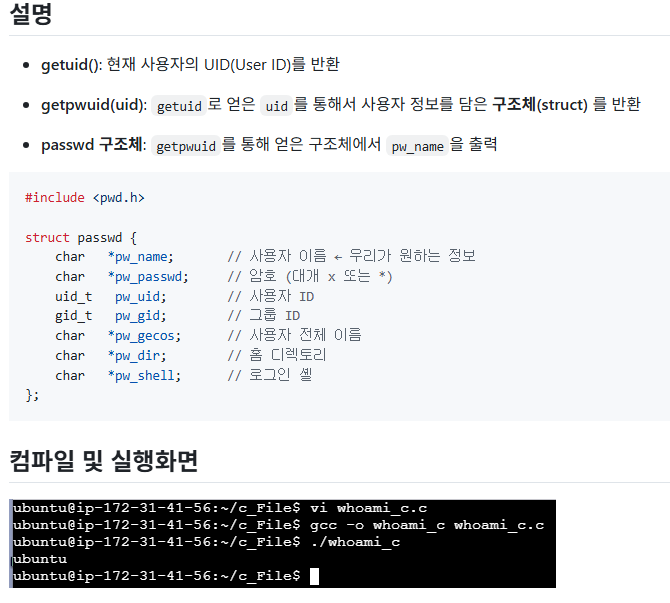 설명
• getuid(): 현재 사용자의 UID(User ID)를 반환
• getpwuid(uid): getuid 로 얻은 uid 를 통해서 사용자 정보를 담은 구조체(struct) 를 반환
• passwd 구조체: getpwuid 를 통해 얻은 구조체에서 pw_name 을 출력
#include <pwd.h>
struct passwd {
    char   *pw_name;       // 사용자 이름 ← 우리가 원하는 정보
    char   *pw_passwd;     // 암호 (대개 x 또는 *)
    uid_t   pw_uid;        // 사용자 ID
    gid_t   pw_gid;        // 그룹 ID
    char   *pw_gecos;      // 사용자 전체 이름
    char   *pw_dir;        // 홈 디렉토리
    char   *pw_shell;      // 로그인 셸
};
컴파일 및 실행화면
ubuntu@ip-172-31-41-56:~/c_File$ vi whoami_c.c
ubuntu@ip-172-31-41-56:~/c_File$ gcc -o whoami_c whoami_c.c
ubuntu@ip-172-31-41-56:~/c_File$ ./whoami_c
ubuntu
ubuntu@ip-172-31-41-56:~/c_File$